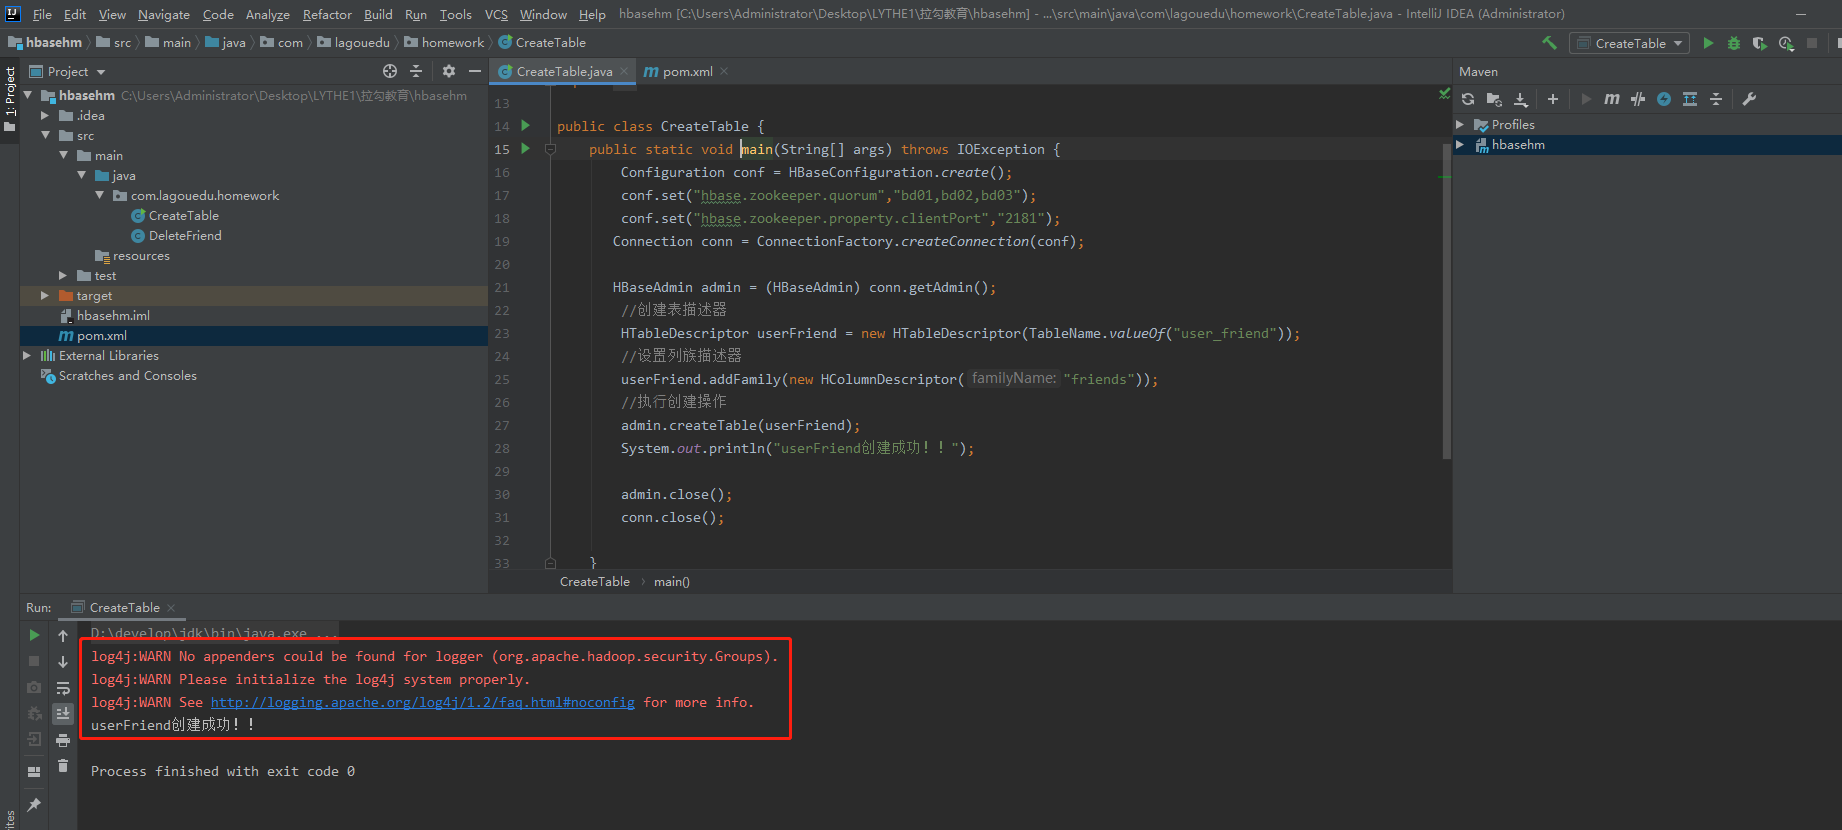 File Edit View Navigate Code Analyze Refactor Build Run Tools VCS Window Help hbasehm [C:\Users\Administrator\Desktop\LYTHE1\拉勾教育\hbasehm] - ...\src\main\java\com\lagouedu\homework\CreateTable.java - IntelliJ IDEA (Administrator)
hbasehm src main java com lagouedu homework CreateTable
CreateTable
1: Project
Project
CreateTable.java pom.xml
Maven
hbasehm C:\Users\Administrator\Desktop\LYTHE1\拉勾教育\hbasehm
.idea
src
main
java
com.lagouedu.homework
CreateTable
DeleteFriend
resources
test
target
hbasehm.iml
pom.xml
External Libraries
Scratches and Consoles
13
14 public class CreateTable {
15 public static void main(String[] args) throws IOException {
16 Configuration conf = HBaseConfiguration.create();
17 conf.set("hbase.zookeeper.quorum","bd01,bd02,bd03");
18 conf.set("hbase.zookeeper.property.clientPort","2181");
19 Connection conn = ConnectionFactory.createConnection(conf);
20
21 HBaseAdmin admin = (HBaseAdmin) conn.getAdmin();
22 //创建表描述器
23 HTableDescriptor userFriend = new HTableDescriptor(TableName.valueOf("user_friend"));
24 //设置列族描述器
25 userFriend.addFamily(new HColumnDescriptor( familyName: "friends"));
26 //执行创建操作
27 admin.createTable(userFriend);
28 System.out.println("userFriend创建成功！！");
29
30 admin.close();
31 conn.close();
32
33 }
CreateTable main()
Profiles
hbasehm
Run: CreateTable
D:\develop\jdk\bin\java.exe ...
log4j:WARN No appenders could be found for logger (org.apache.hadoop.security.Groups).
log4j:WARN Please initialize the log4j system properly.
log4j:WARN See http://logging.apache.org/log4j/1.2/faq.html#noconfig for more info.
userFriend创建成功！！
Process finished with exit code 0